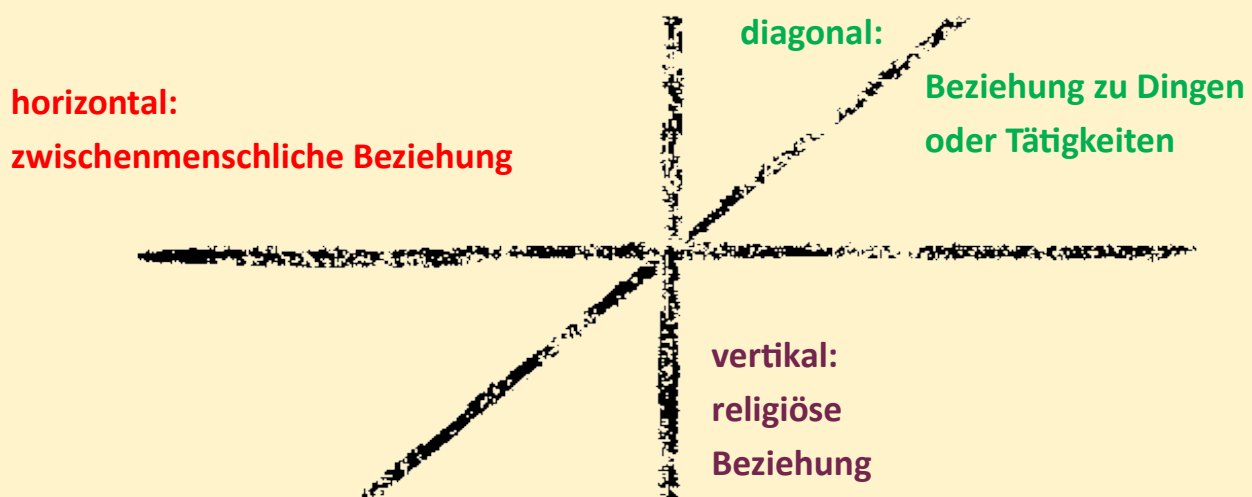 horizontal:
zwischenmenschliche Beziehung
diagonal:
Beziehung zu Dingen
oder Tätigkeiten
vertikal:
religiöse
Beziehung